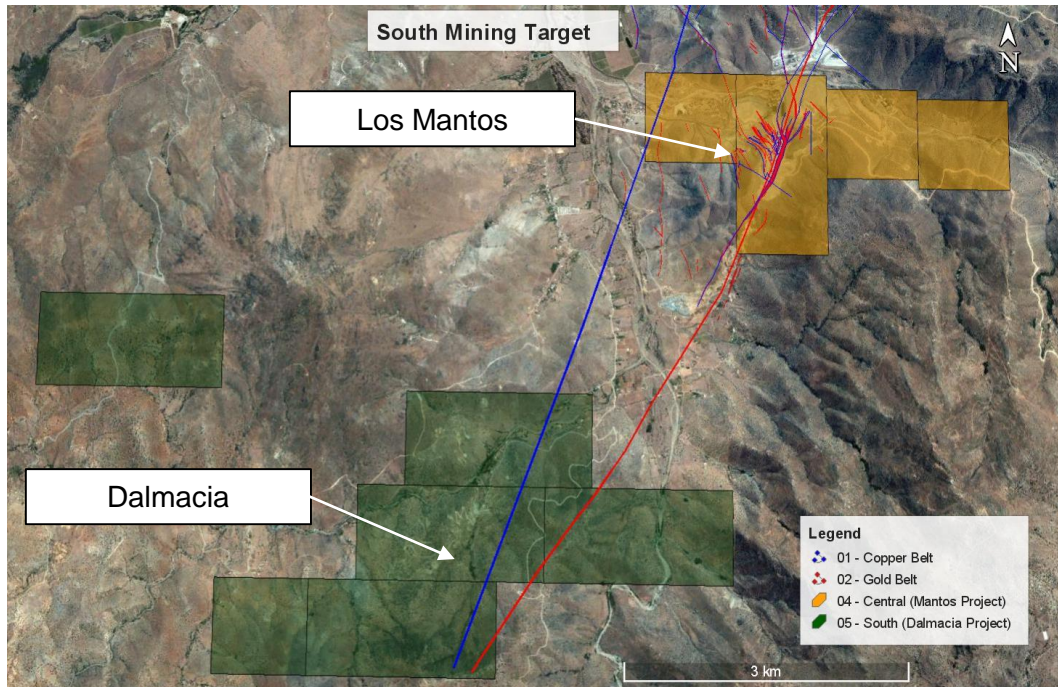 South Mining Target
N
Los Mantos
Dalmacia
Legend
01 - Copper Belt
02 - Gold Belt
04 - Central (Mantos Project)
05 - South (Dalmacia Project)
3 km